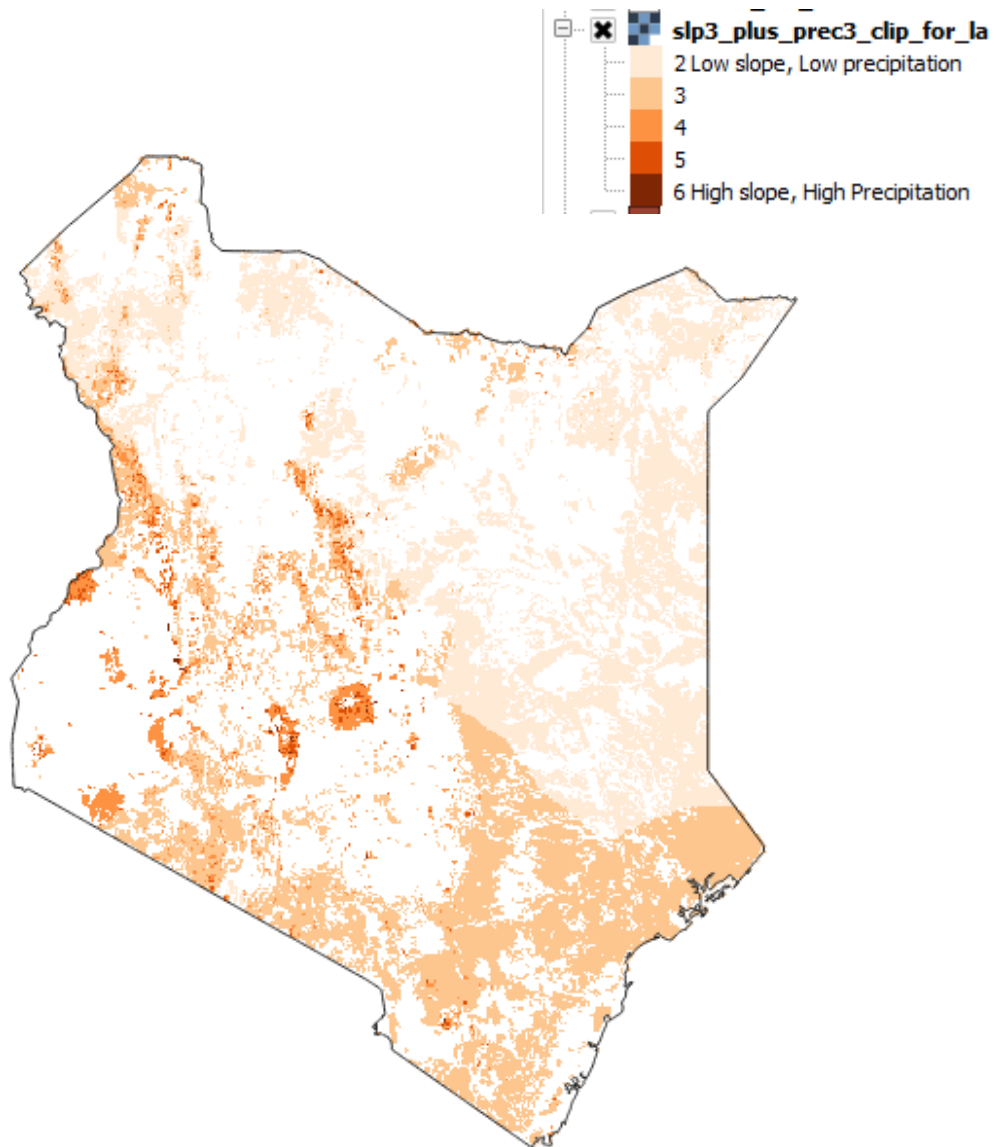 slp3_plus_prec3_clip_for_la
2 Low slope, Low precipitation
3
4
5
6 High slope, High Precipitation